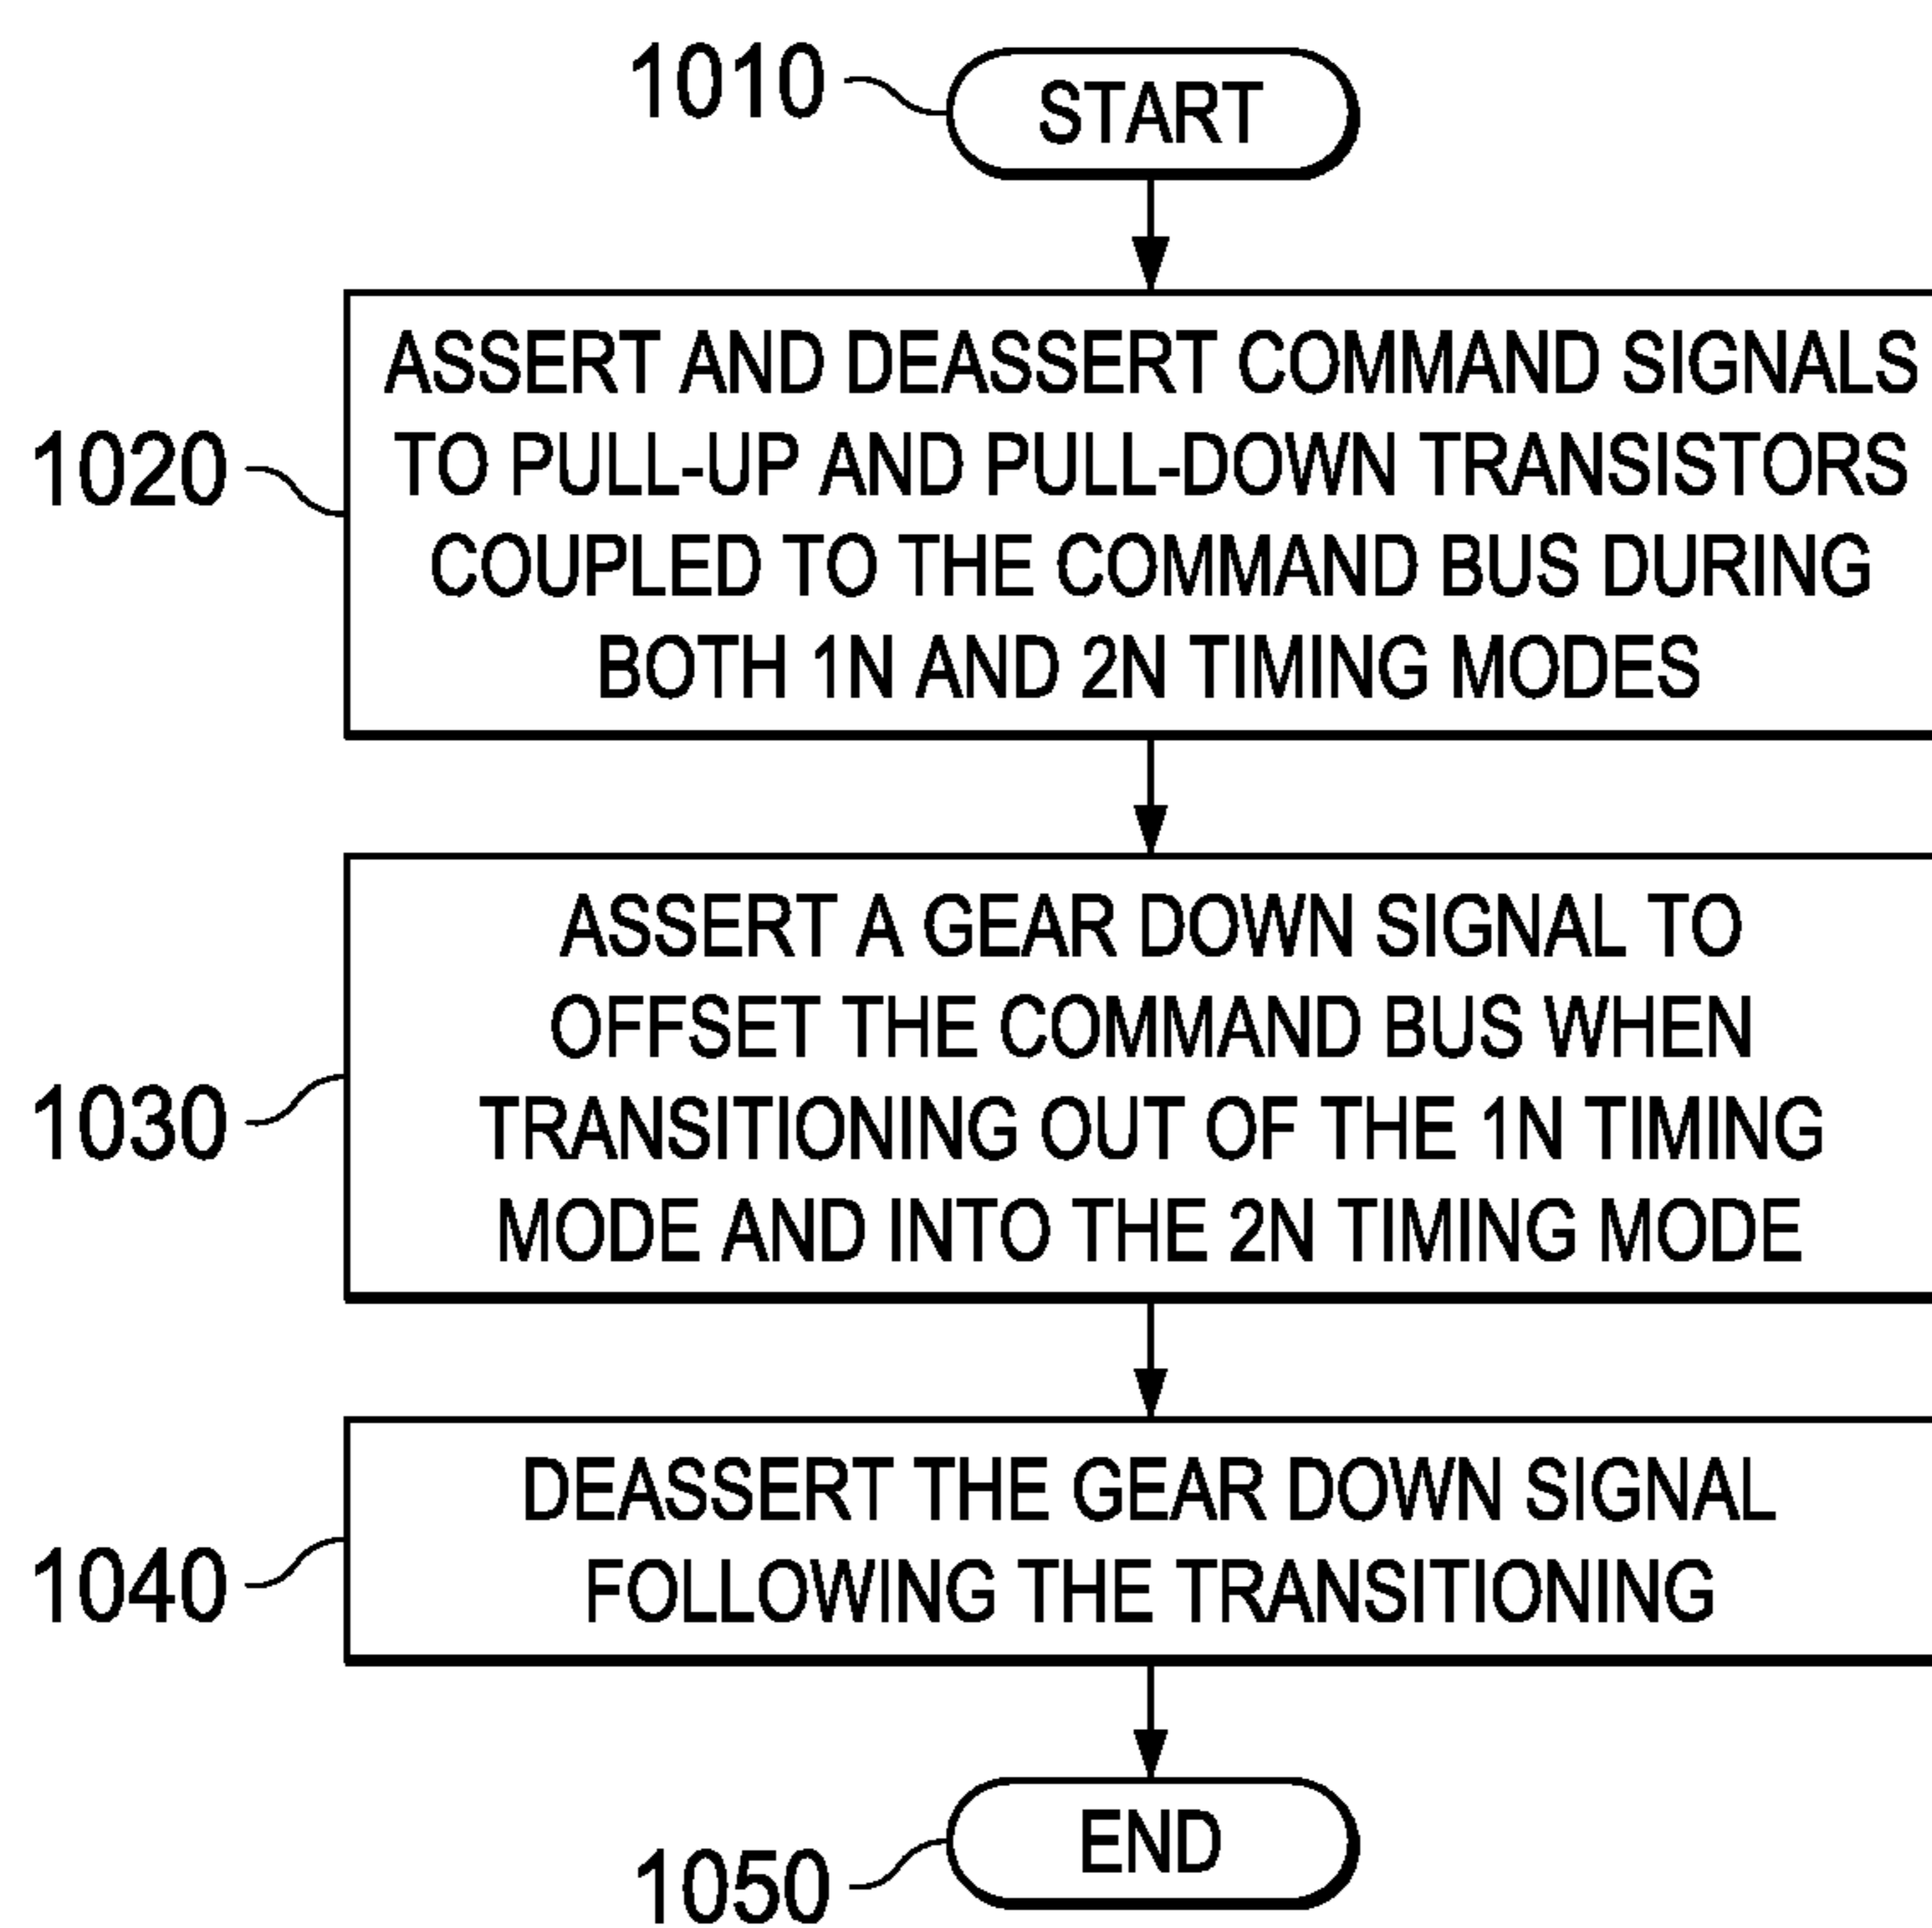 1010
START
1020
ASSERT AND DEASSERT COMMAND SIGNALS
TO PULL-UP AND PULL-DOWN TRANSISTORS
COUPLED TO THE COMMAND BUS DURING
BOTH 1N AND 2N TIMING MODES
1030
ASSERT A GEAR DOWN SIGNAL TO
OFFSET THE COMMAND BUS WHEN
TRANSITIONING OUT OF THE 1N TIMING
MODE AND INTO THE 2N TIMING MODE
1040
DEASSERT THE GEAR DOWN SIGNAL
FOLLOWING THE TRANSITIONING
1050
END